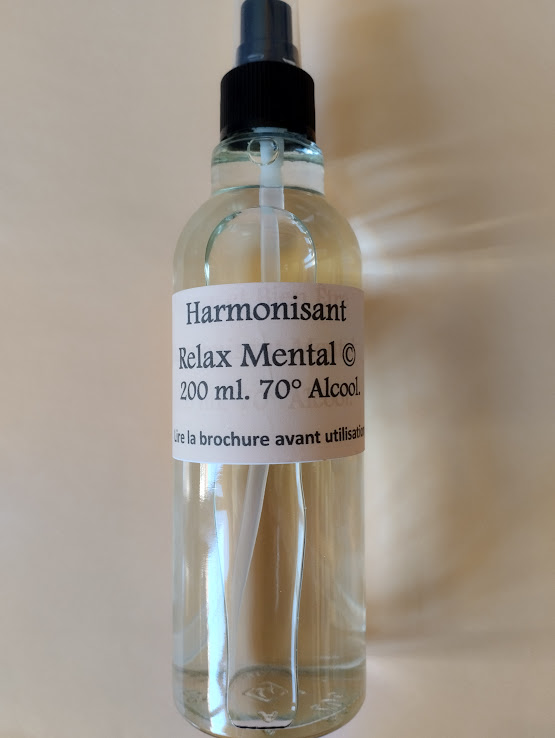 Harmonisant
Relax Mental ©
200 ml. 70° Alcool.
Lire la brochure avant utilisation